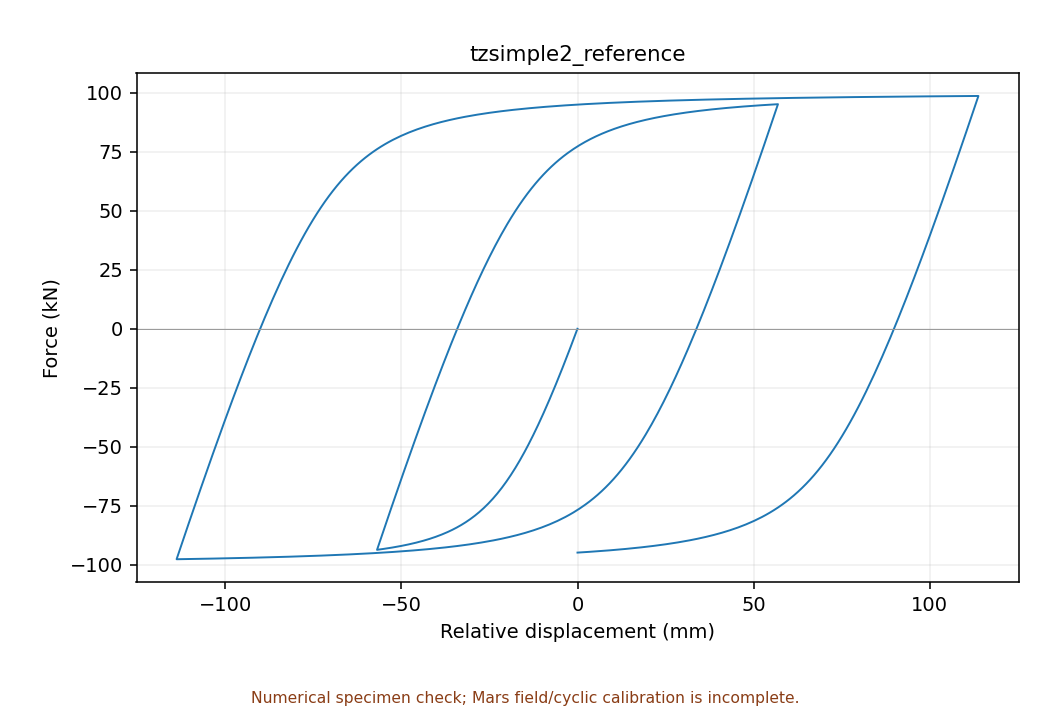 tzsimple2_reference
100
75
50
25
0
−25
−50
−75
−100
Force (kN)
−100 −50 0 50 100
Relative displacement (mm)
Numerical specimen check; Mars field/cyclic calibration is incomplete.